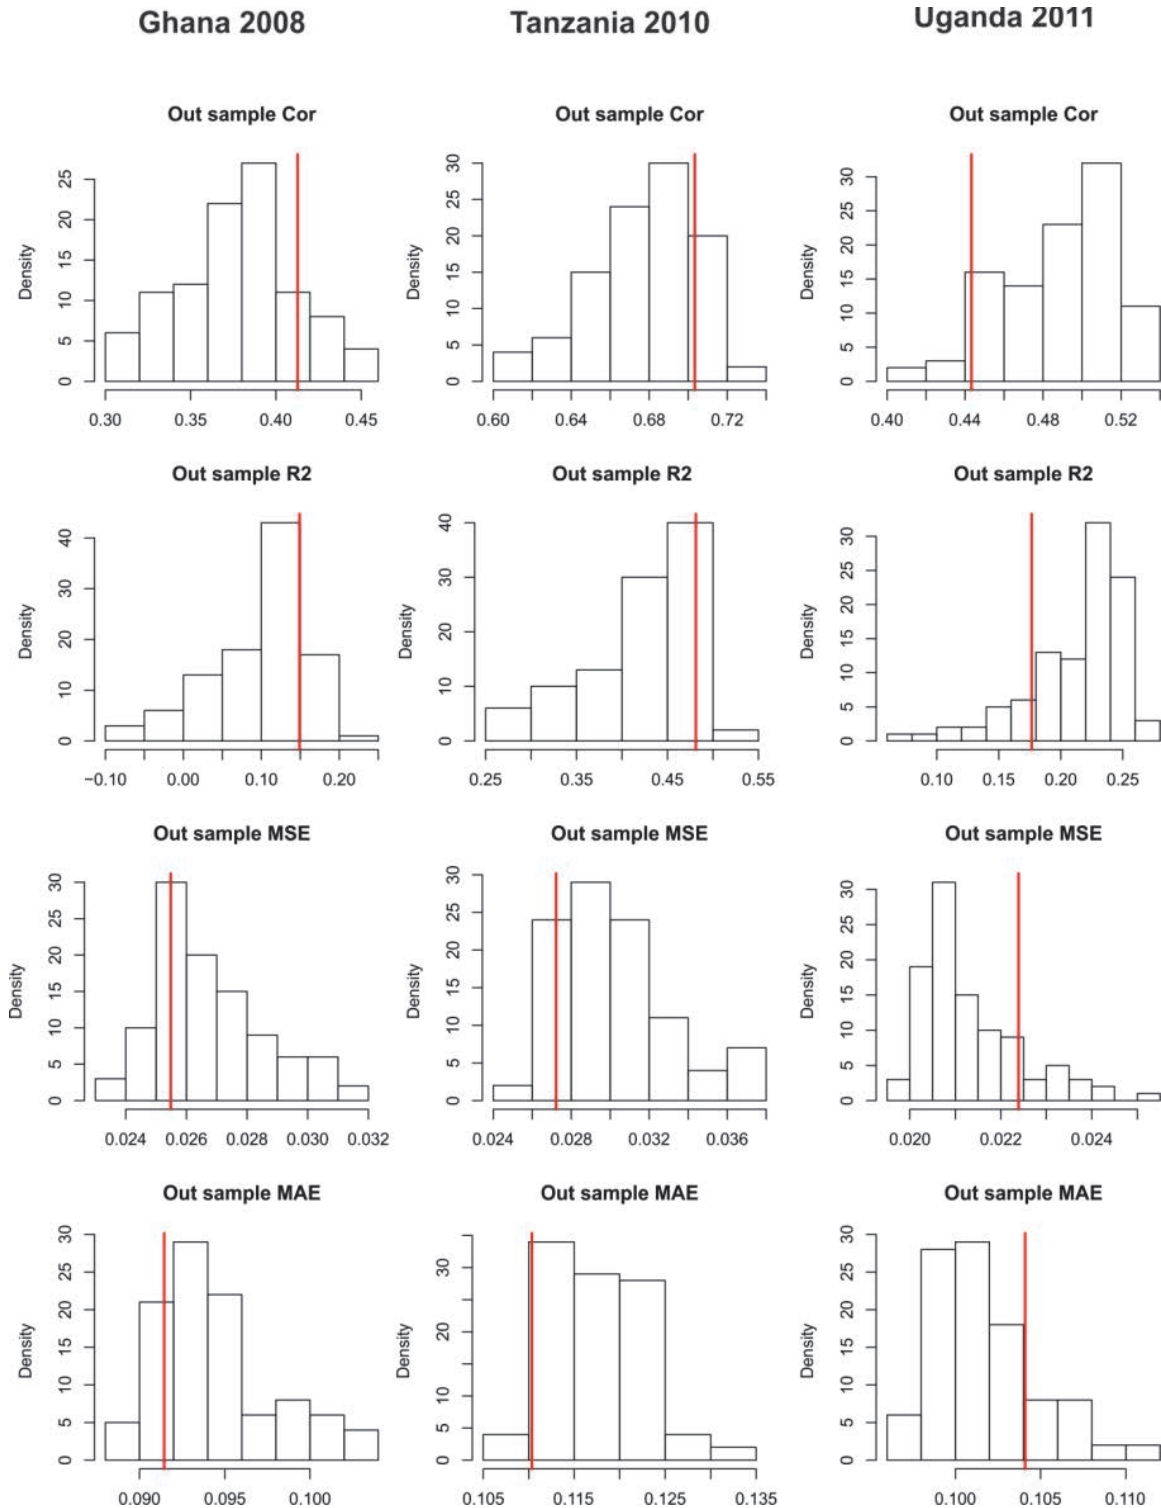 Ghana 2008 Tanzania 2010 Uganda 2011
Out sample Cor Out sample Cor Out sample Cor
Density
0 5 10 15 20 25
0.30 0.35 0.40 0.45
Density
0 5 10 15 20 25 30
0.60 0.64 0.68 0.72
Density
0 5 10 15 20 25 30
0.40 0.44 0.48 0.52
Out sample R2 Out sample R2 Out sample R2
Density
0 10 20 30 40
−0.10 0.00 0.10 0.20
Density
0 10 20 30 40
0.25 0.35 0.45 0.55
Density
0 5 10 15 20 25 30
0.10 0.15 0.20 0.25
Out sample MSE Out sample MSE Out sample MSE
Density
0 5 10 15 20 25 30
0.024 0.026 0.028 0.030 0.032
Density
0 5 10 15 20 25 30
0.024 0.028 0.032 0.036
Density
0 5 10 15 20 25 30
0.020 0.022 0.024
Out sample MAE Out sample MAE Out sample MAE
Density
0 5 10 15 20 25 30
0.090 0.095 0.100
Density
0 5 10 20 30
0.105 0.115 0.125 0.135
Density
0 5 10 15 20 25 30
0.100 0.105 0.110